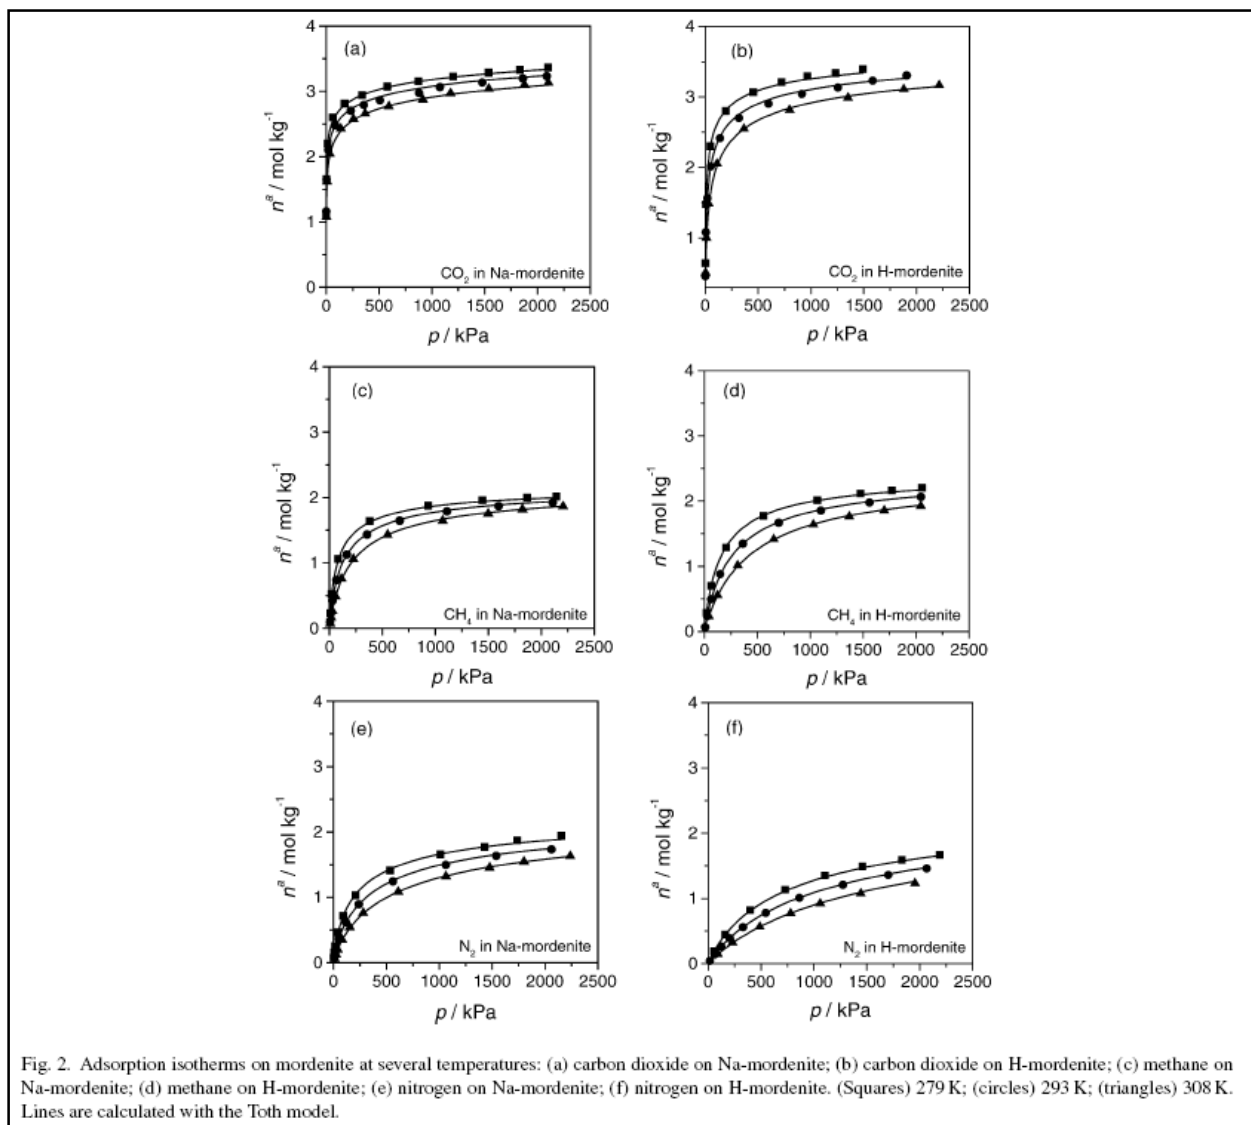 4
3
2
1
0
(a)
nᵃ / mol kg⁻¹
CO₂ in Na-mordenite
0 500 1000 1500 2000 2500
p / kPa
4
3
2
1
(b)
nᵃ / mol kg⁻¹
CO₂ in H-mordenite
0 500 1000 1500 2000 2500
p / kPa
4
3
2
1
0
(c)
nᵃ / mol kg⁻¹
CH₄ in Na-mordenite
0 500 1000 1500 2000 2500
p / kPa
4
3
2
1
0
(d)
nᵃ / mol kg⁻¹
CH₄ in H-mordenite
0 500 1000 1500 2000 2500
p / kPa
4
3
2
1
0
(e)
nᵃ / mol kg⁻¹
N₂ in Na-mordenite
0 500 1000 1500 2000 2500
p / kPa
4
3
2
1
0
(f)
nᵃ / mol kg⁻¹
N₂ in H-mordenite
0 500 1000 1500 2000 2500
p / kPa
Fig. 2. Adsorption isotherms on mordenite at several temperatures: (a) carbon dioxide on Na-mordenite; (b) carbon dioxide on H-mordenite; (c) methane on
Na-mordenite; (d) methane on H-mordenite; (e) nitrogen on Na-mordenite; (f) nitrogen on H-mordenite. (Squares) 279 K; (circles) 293 K; (triangles) 308 K.
Lines are calculated with the Toth model.